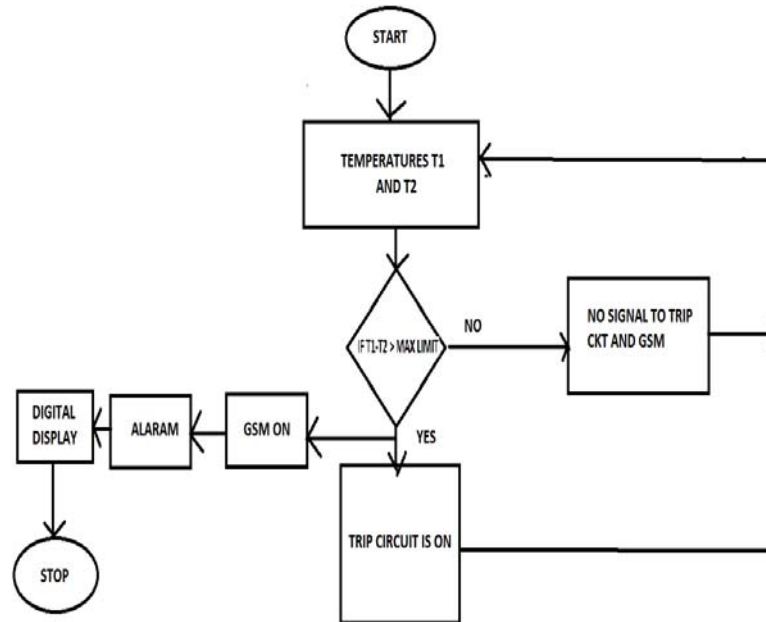 START
TEMPERATURES T1
AND T2
IF T1-T2 > MAX LIMIT
NO
NO SIGNAL TO TRIP
CKT AND GSM
YES
GSM ON
ALARAM
DIGITAL
DISPLAY
TRIP CIRCUIT IS ON
STOP